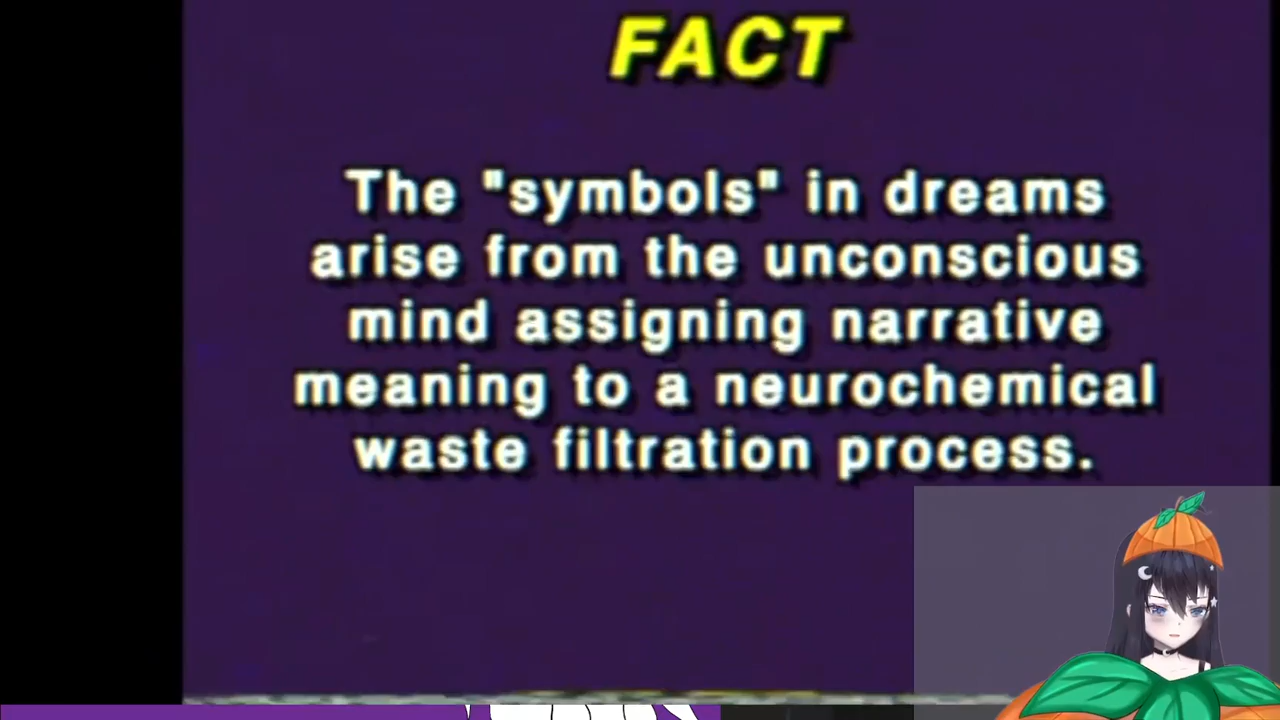 FACT
The "symbols" in dreams
arise from the unconscious
mind assigning narrative
meaning to a neurochemical
waste filtration process.